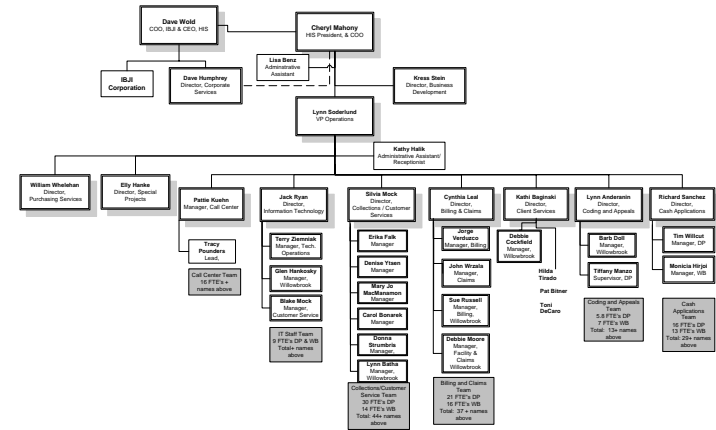 Dave Wold
COO, IBJI & CEO, HIS
Cheryl Mahony
HIS President, & COO
Lisa Benz
Adminstrative
Assistant
IBJI
Corporation
Dave Humphrey
Director, Corporate
Services
Kress Stein
Director, Business
Development
Lynn Soderlund
VP Operations
Kathy Halik
Administrative Assistant/
Receptionist
William Whelehan
Director,
Purchasing Services
Elly Hanke
Director, Special
Projects
Pattie Kuehn
Manager, Call Center
Tracy
Pounders
Lead,
Call Center Team
16 FTE's +
names above
Jack Ryan
Director,
Information Technology
Terry Ziemniak
Manager, Tech.
Operations
Glen Hankosky
Manager,
Willowbrook
Blake Mock
Manager,
Customer Service
IT Staff Team
9 FTE's DP & WB
Total+ names
above
Silvia Mock
Director,
Collections / Customer
Services
Erika Falk
Manager
Denise Ytsen
Manager
Mary Jo
MacManamon
Manager
Carol Bonarek
Manager
Donna
Strumbris
Manager,
Lynn Batha
Manager,
Willowbrook
Collections/Customer
Service Team
30 FTE's DP
14 FTE's WB
Total: 44+ names
above
Cynthia Leal
Director,
Billing & Claims
Jorge
Verduzco
Manager, Billing
John Wrzala
Manager,
Claims
Sue Russell
Manager,
Billing,
Willowbrook
Debbie Moore
Manager,
Facility &
Claims
Willowbrook
Billing and Claims
Team
21 FTE's DP
16 FTE's WB
Total: 37 + names
above
Kathi Baginski
Director,
Client Services
Debbie
Cockfield
Manager,
Willowbrook
Hilda
Tirado
Pat Bitner
Toni
DeCaro
Lynn Anderanin
Director,
Coding and Appeals
Barb Doll
Manager,
Willowbrook
Tiffany Manzo
Supervisor, DP
Coding and Appeals
Team
5.8 FTE's DP
7 FTE's WB
Total: 13+ names
above
Richard Sanchez
Director,
Cash Applications
Tim Willcut
Manager, DP
Monicia Hirjoi
Manager, WB
Cash
Applications
Team
16 FTE's DP
13 FTE's WB
Total: 29+ names
above